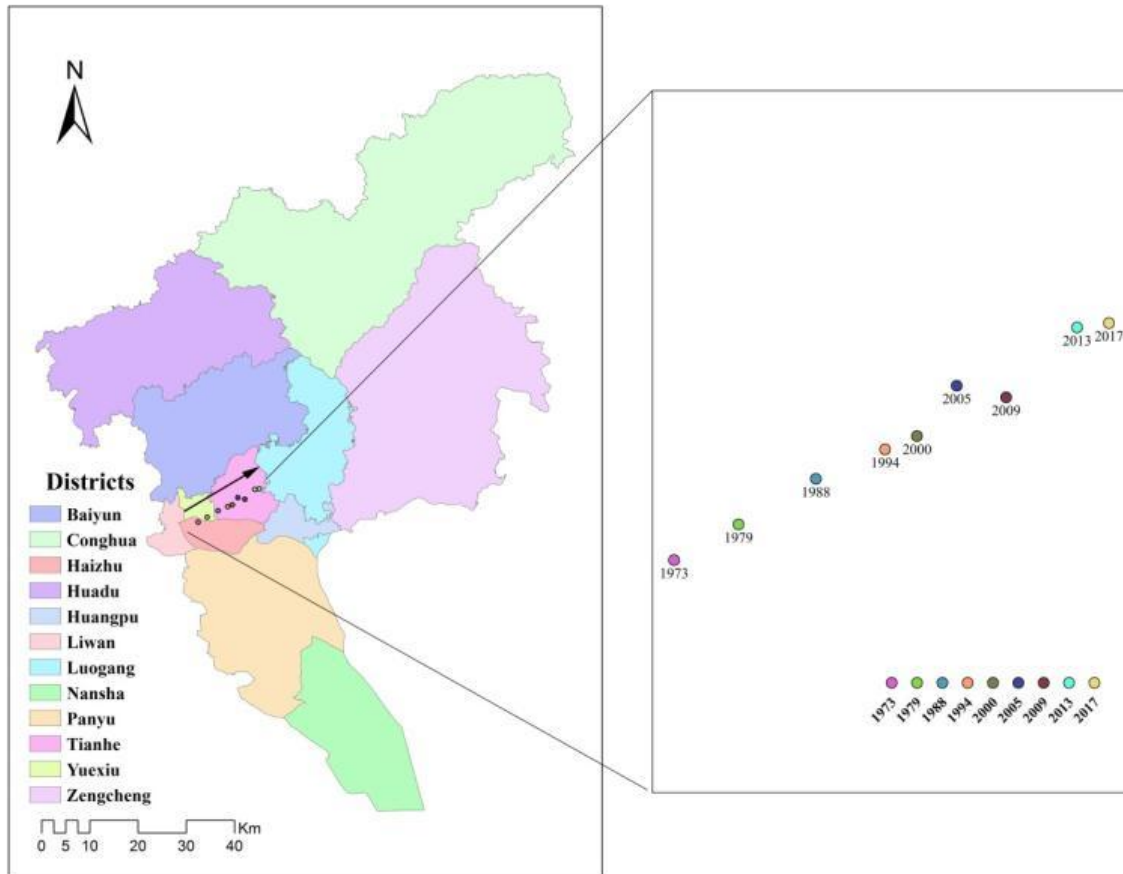 N
Districts
Baiyun
Conghua
Haizhu
Huadu
Huangpu
Liwan
Luogang
Nansha
Panyu
Tianhe
Yuexiu
Zengcheng
Km
0 5 10 20 30 40
2013 2017
2005
2009
2000
1994
1988
1979
1973
1973 1979 1988 1994 2000 2005 2009 2013 2017